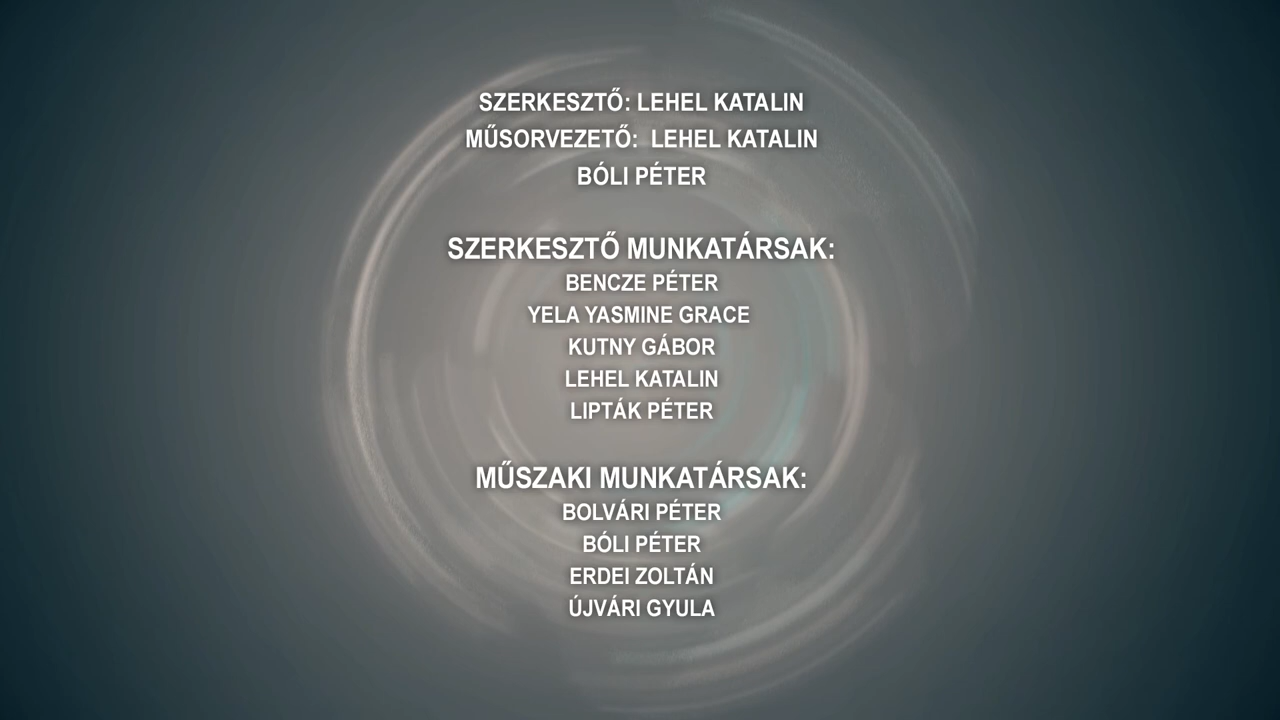 SZERKESZTŐ: LEHEL KATALIN
MŰSORVEZETŐ: LEHEL KATALIN
BÓLI PÉTER
SZERKESZTŐ MUNKATÁRSAK:
BENCZE PÉTER
YELA YASMINE GRACE
KUTNY GÁBOR
LEHEL KATALIN
LIPTÁK PÉTER
MŰSZAKI MUNKATÁRSAK:
BOLVÁRI PÉTER
BÓLI PÉTER
ERDEI ZOLTÁN
ÚJVÁRI GYULA